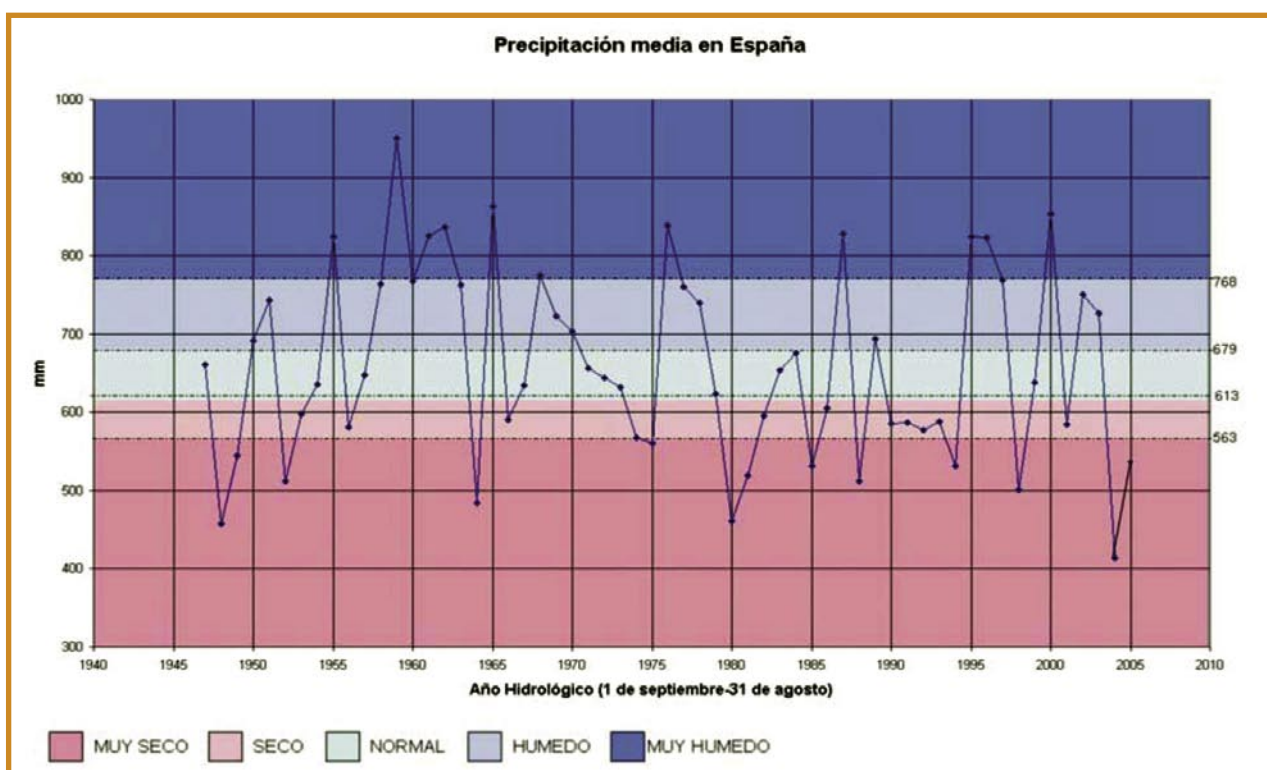 Precipitación media en España
1000
900
800
700
600
500
400
300
mm
768
679
613
563
1940 1945 1950 1955 1960 1965 1970 1975 1980 1985 1990 1995 2000 2005 2010
Año Hidrológico (1 de septiembre-31 de agosto)
MUY SECO SECO NORMAL HUMEDO MUY HUMEDO